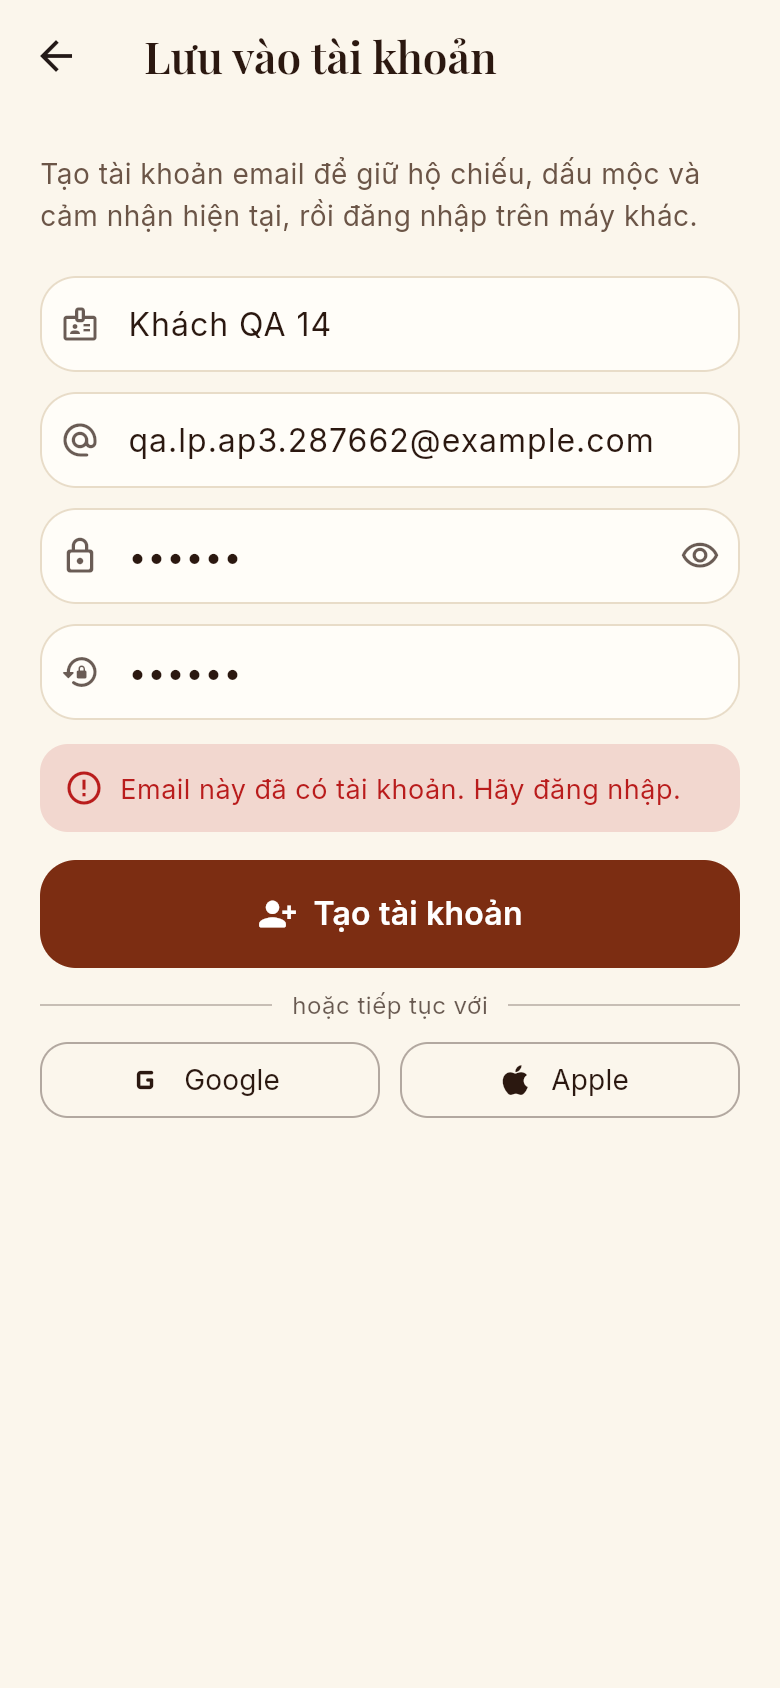 Lưu vào tài khoản
Tạo tài khoản email để giữ hộ chiếu, dấu mộc và
cảm nhận hiện tại, rồi đăng nhập trên máy khác.
Khách QA 14
qa.lp.ap3.287662@example.com
••••••
••••••
Email này đã có tài khoản. Hãy đăng nhập.
Tạo tài khoản
hoặc tiếp tục với
Google
Apple